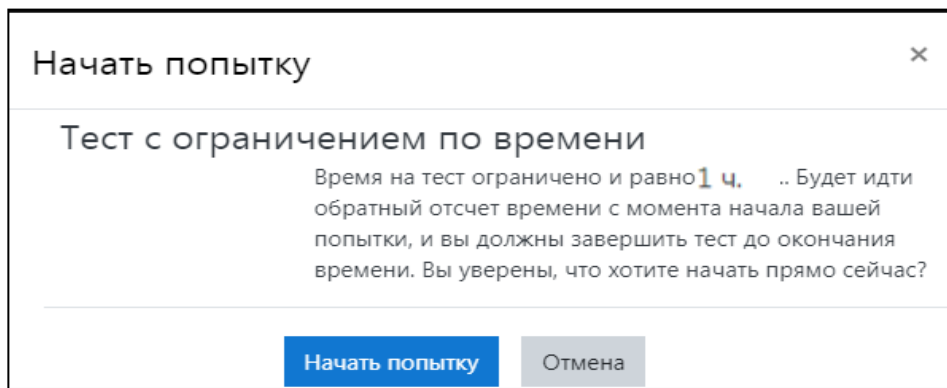 Начать попытку ×
Тест с ограничением по времени
Время на тест ограничено и равно 1 ч. .. Будет идти
обратный отсчет времени с момента начала вашей
попытки, и вы должны завершить тест до окончания
времени. Вы уверены, что хотите начать прямо сейчас?
Начать попытку Отмена